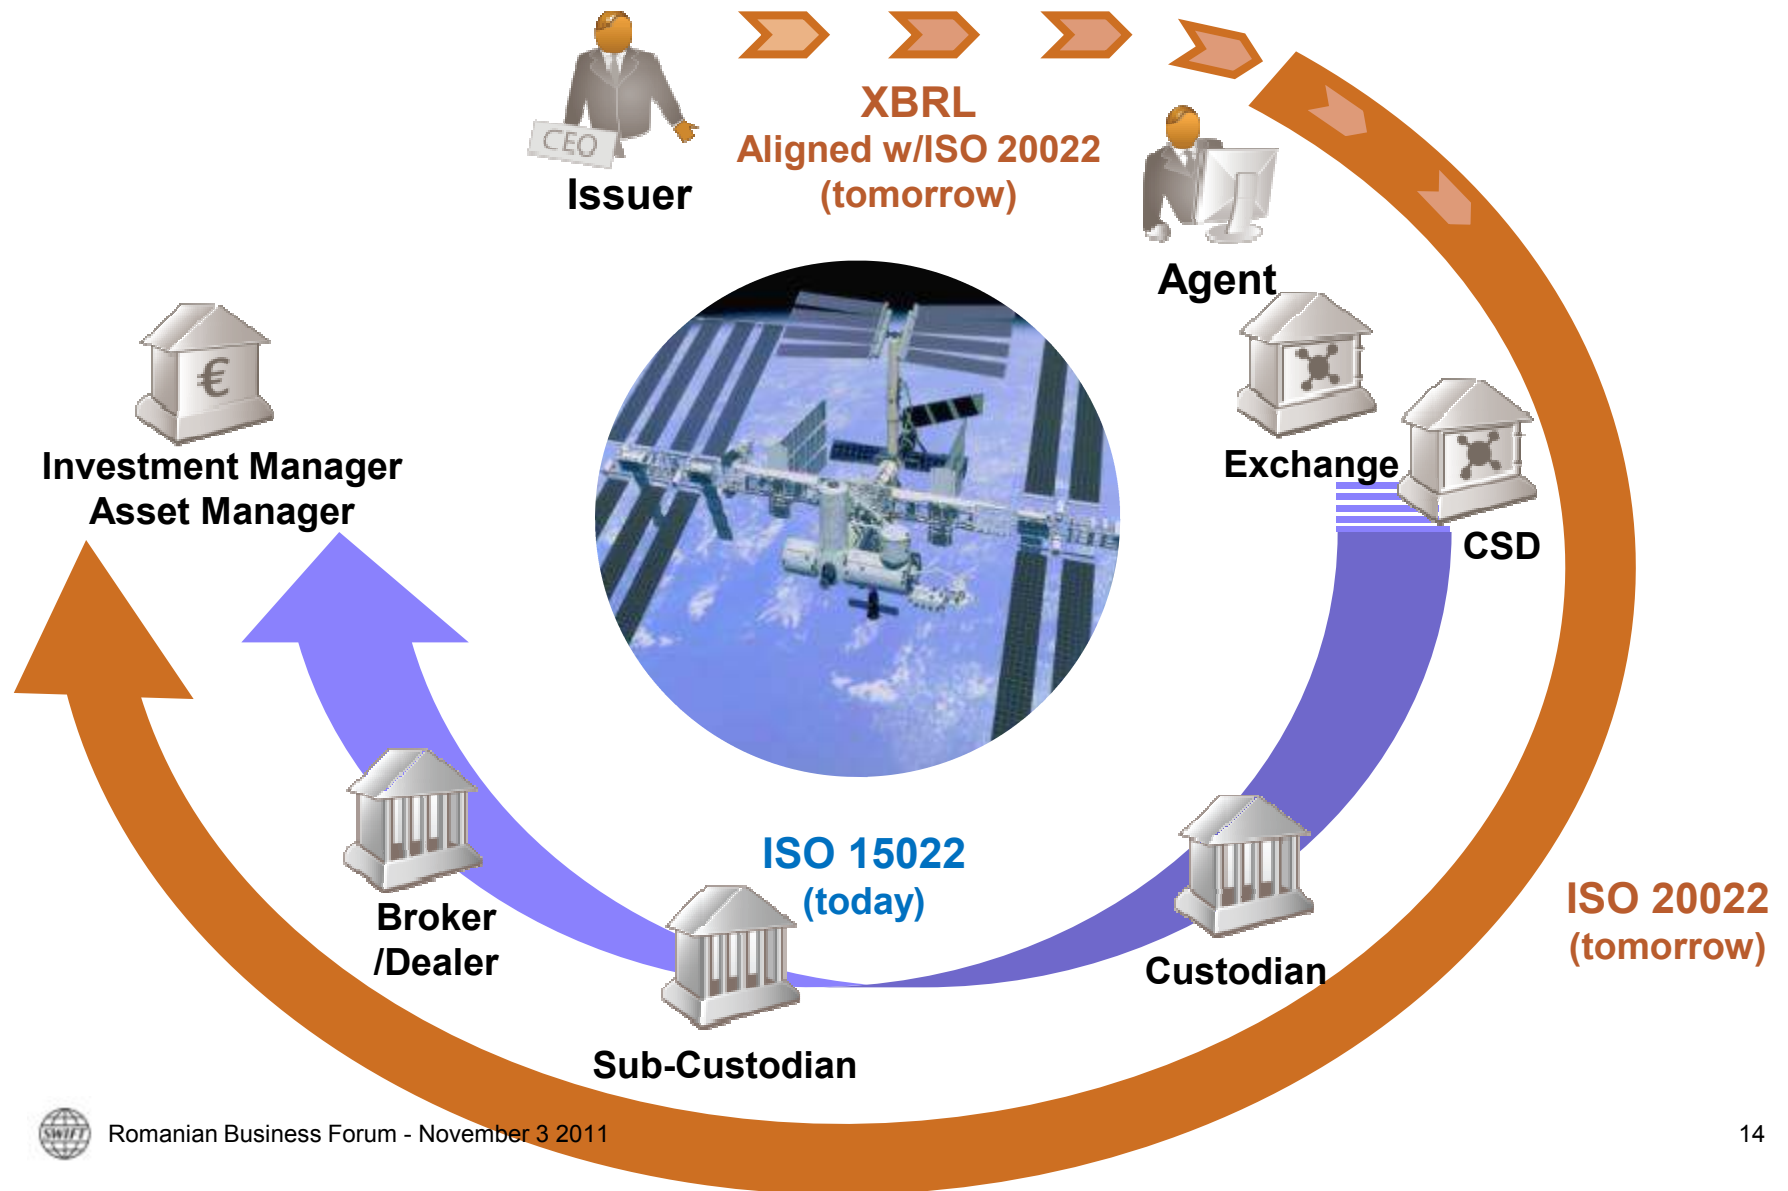 CEO
Issuer
XBRL
Aligned w/ISO 20022
(tomorrow)
Agent
Exchange
CSD
€
Investment Manager
Asset Manager
ISO 15022
(today)
Broker
/Dealer
Sub-Custodian
Custodian
ISO 20022
(tomorrow)
SWIFT
Romanian Business Forum - November 3 2011
14